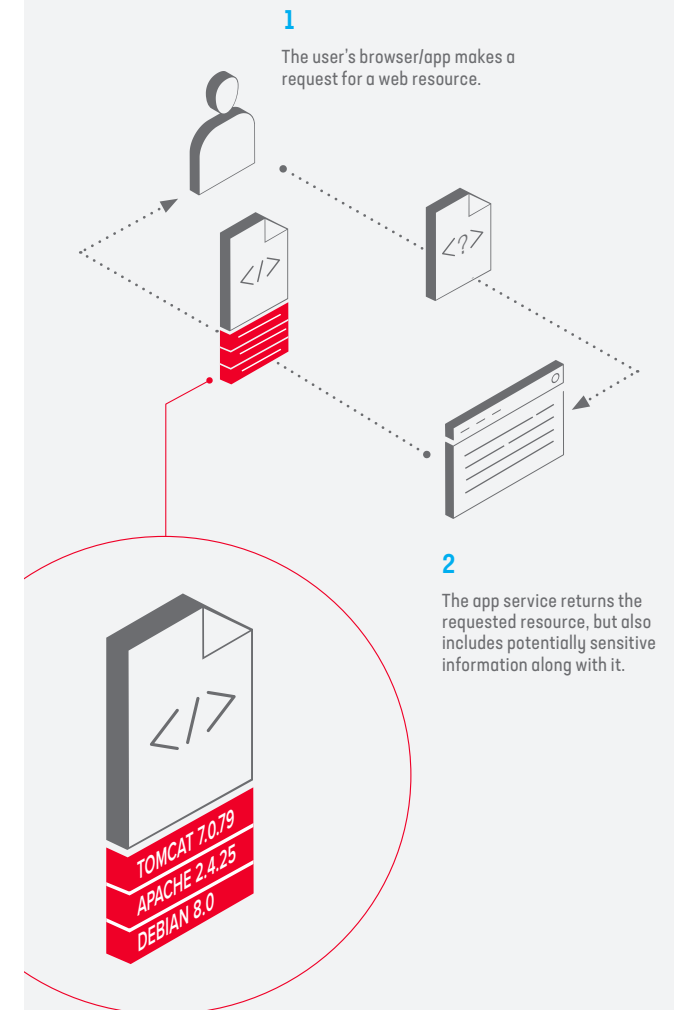 1
The user's browser/app makes a
request for a web resource.
</>
<?>
2
The app service returns the
requested resource, but also
includes potentially sensitive
information along with it.
</>
TOMCAT 7.0.79
APACHE 2.4.25
DEBIAN 8.0